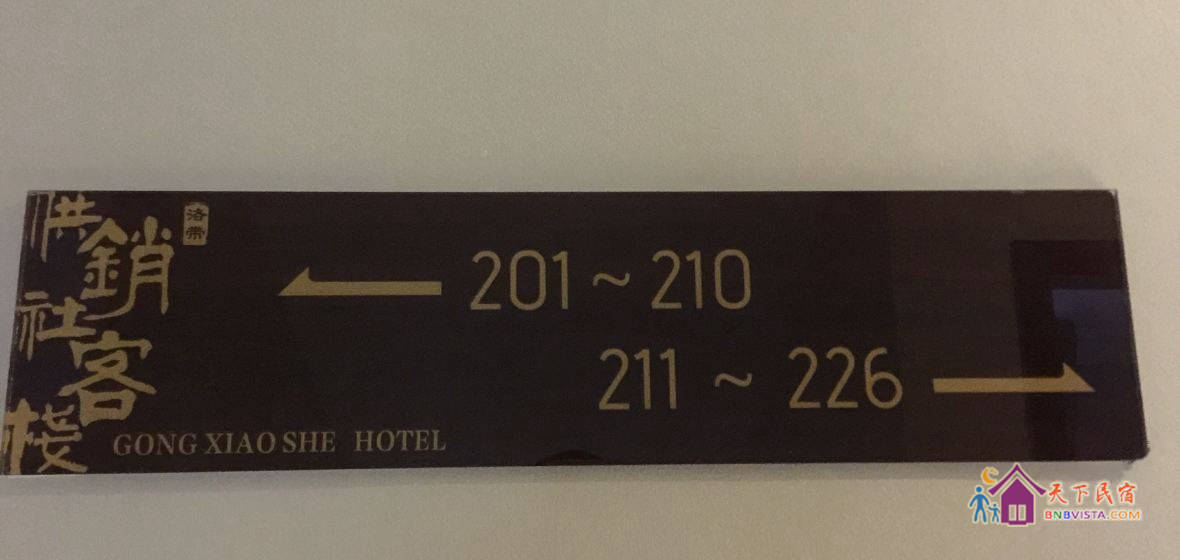 供銷社客棧
洛带
201 ~ 210
211 ~ 226
GONG XIAO SHE HOTEL
天下民宿
BNBVISTA.COM